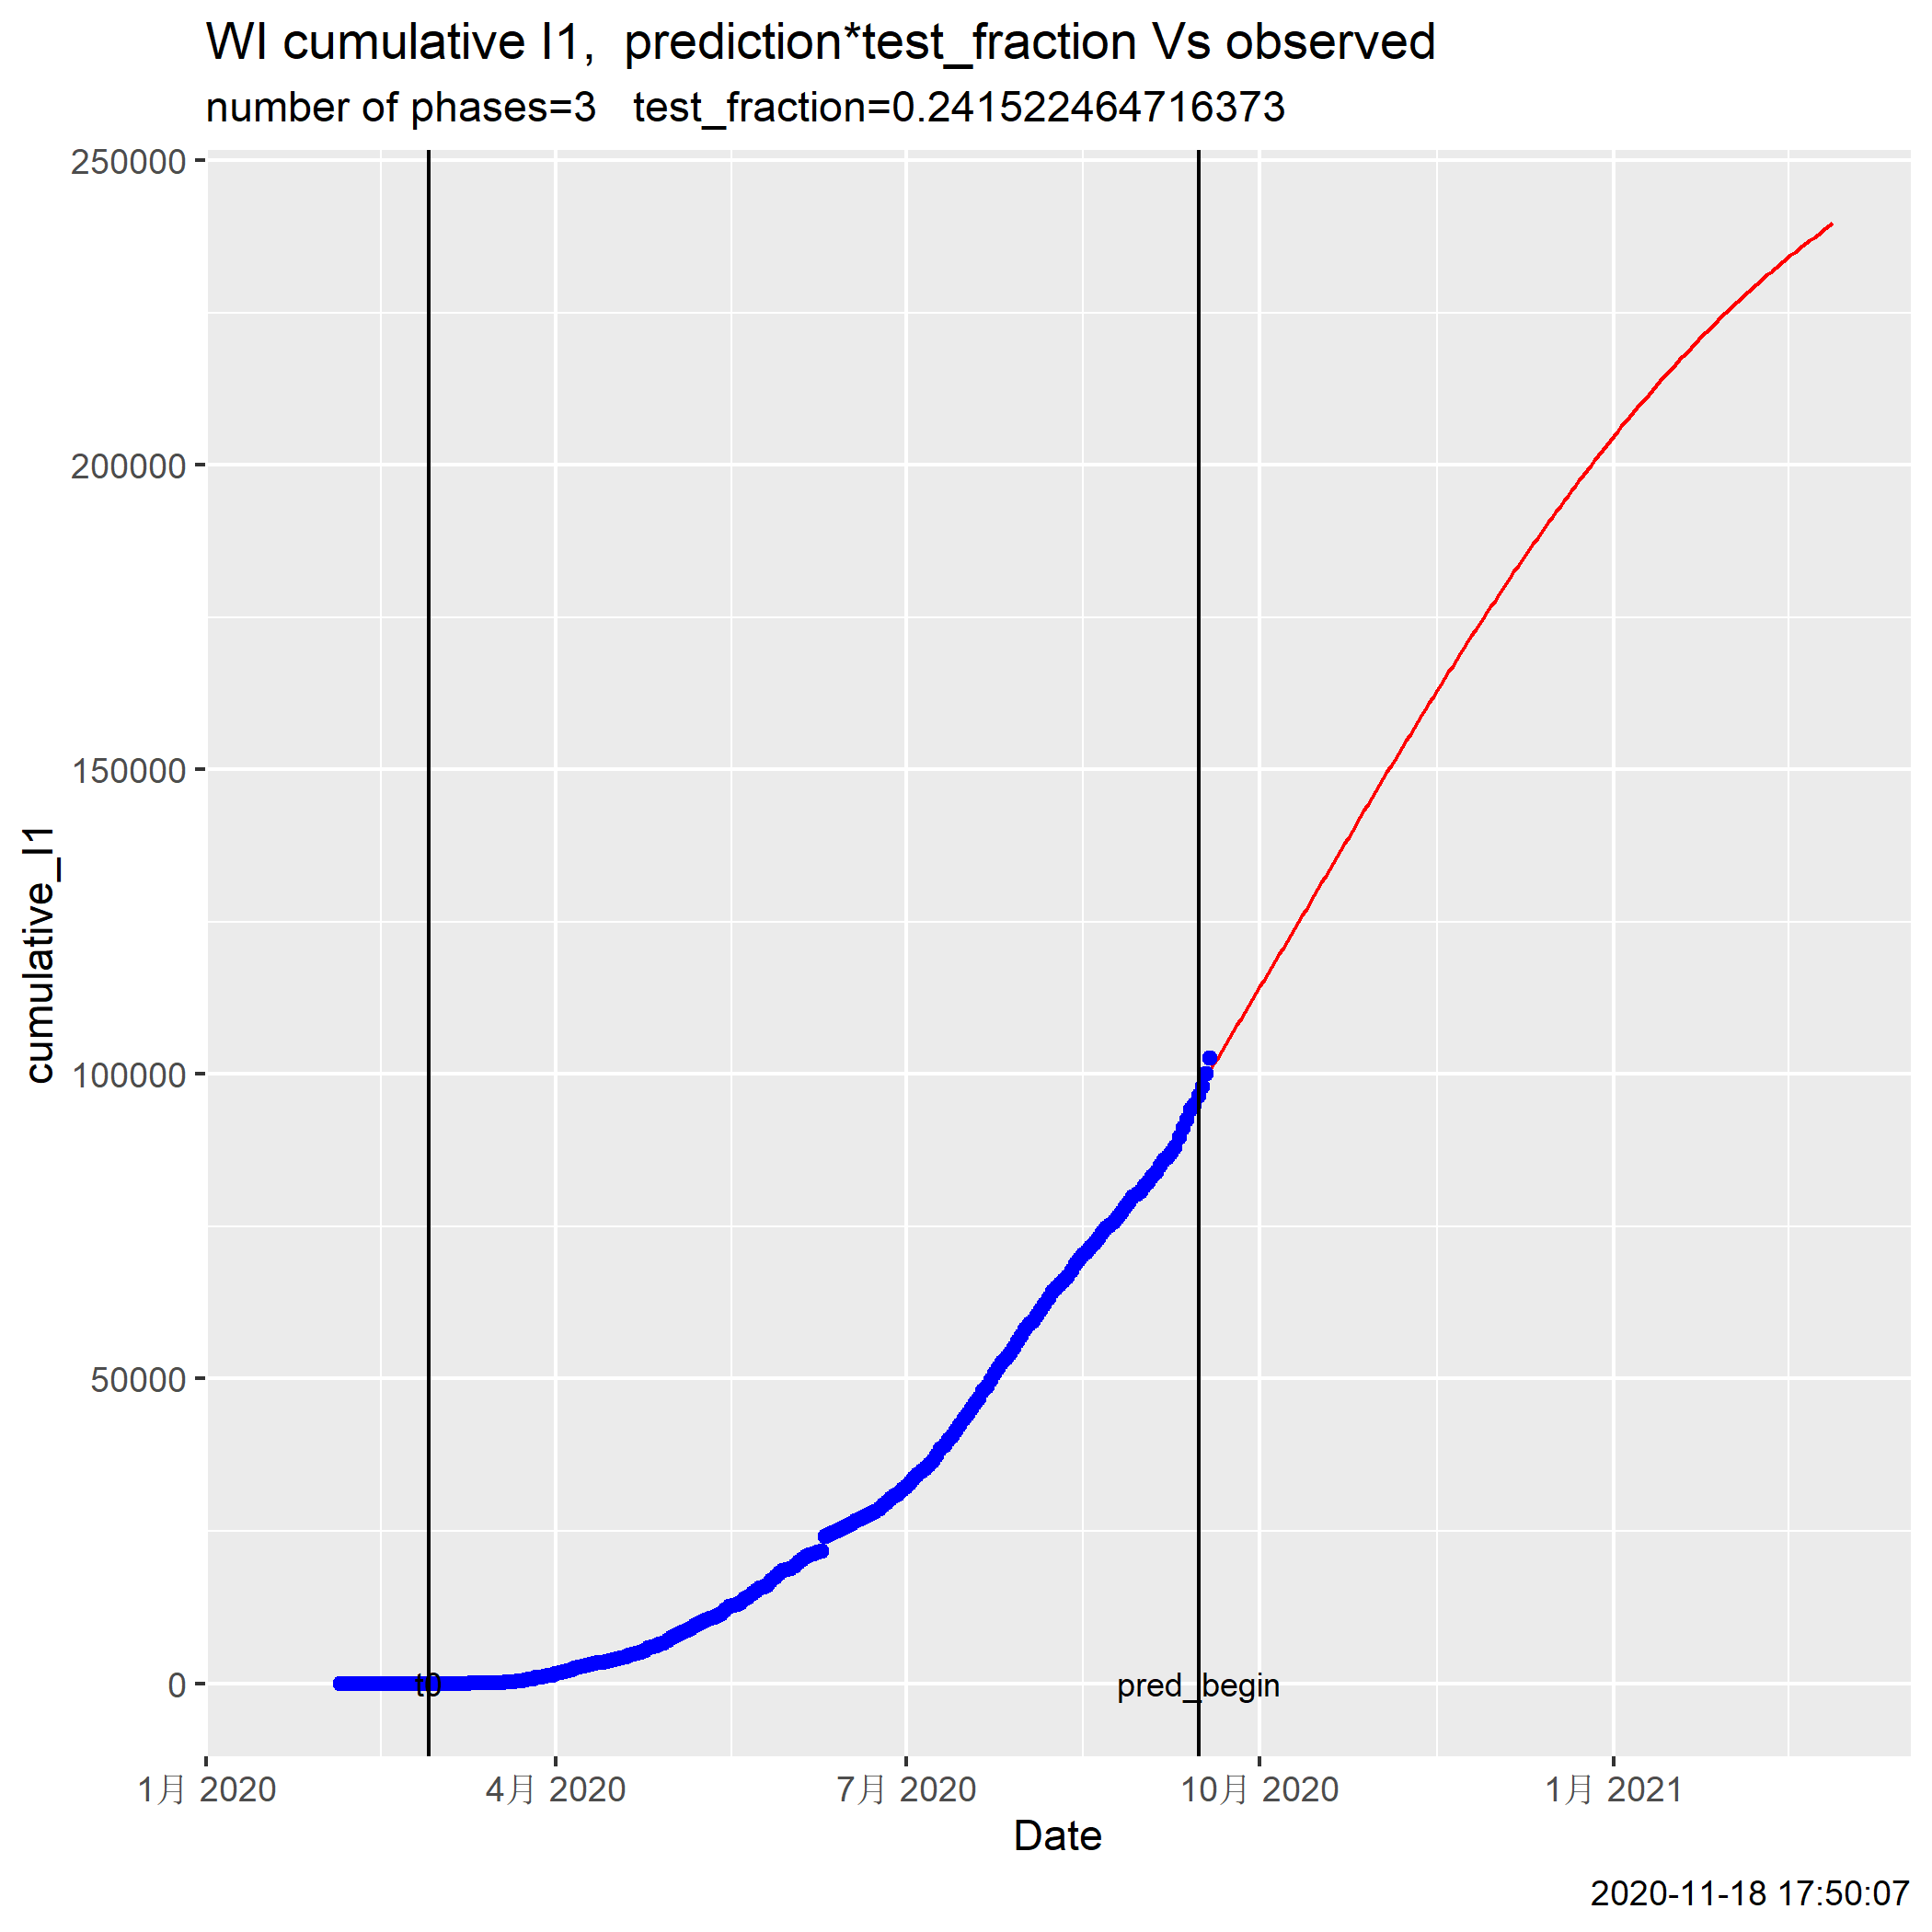 WI cumulative I1,  prediction*test_fraction Vs observed
number of phases=3   test_fraction=0.241522464716373
250000
200000
150000
100000
50000
0
cumulative_I1
t0
pred_begin
1月 2020
4月 2020
7月 2020
10月 2020
1月 2021
Date
2020-11-18 17:50:07